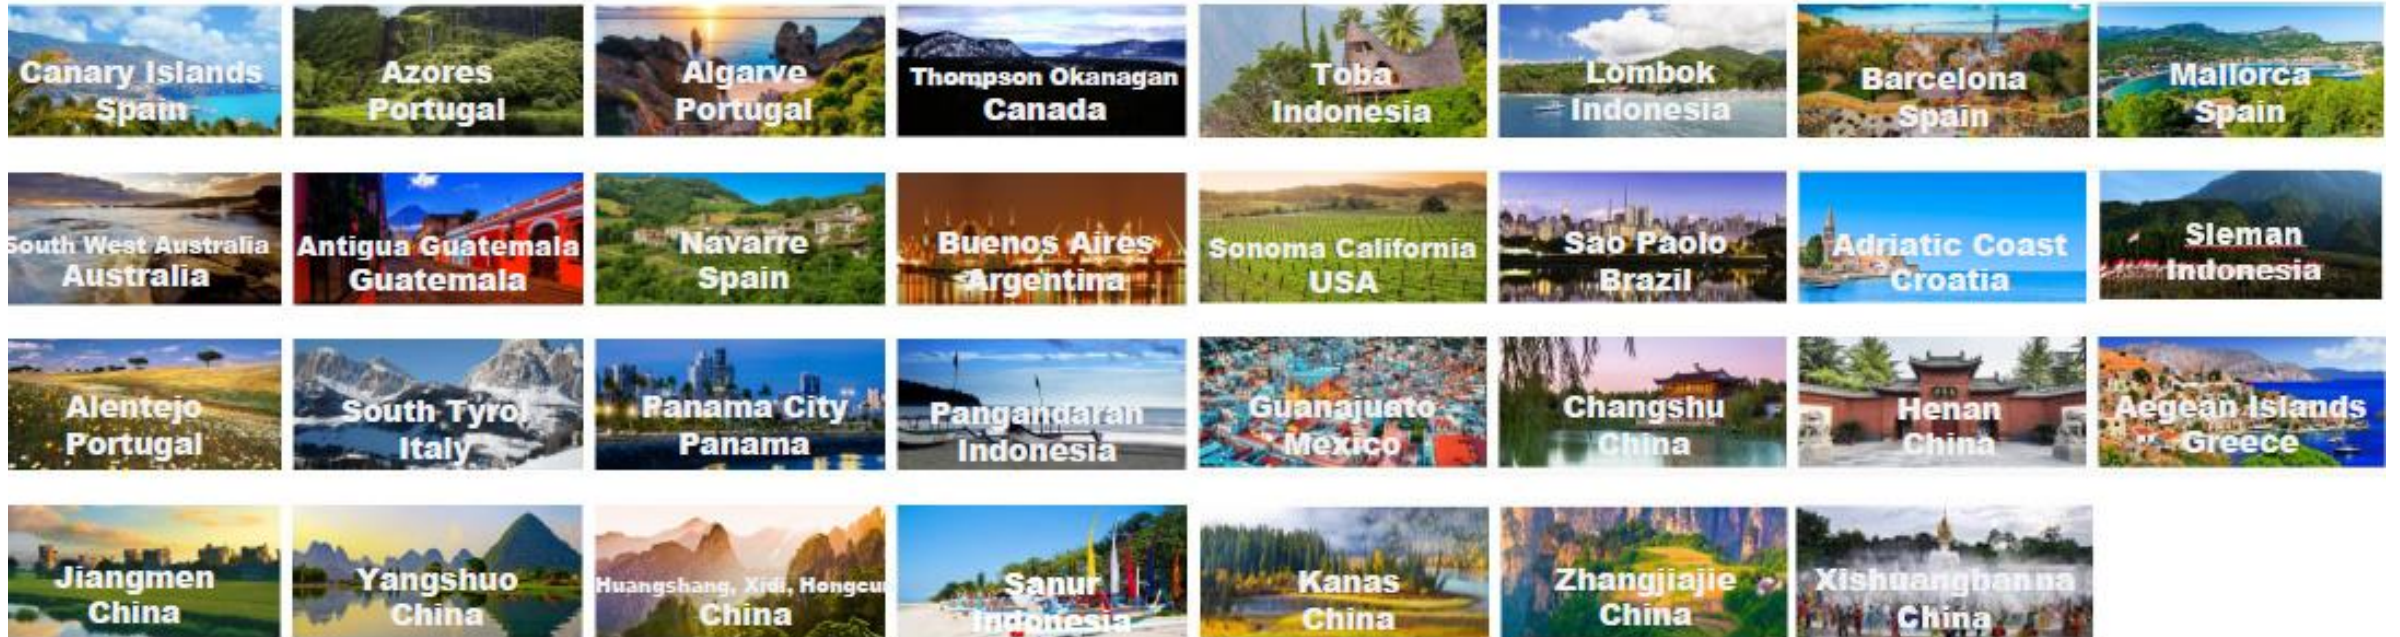 Canary Islands
Spain
Azores
Portugal
Algarve
Portugal
Thompson Okanagan
Canada
Toba
Indonesia
Lombok
Indonesia
Barcelona
Spain
Mallorca
Spain
South West Australia
Australia
Antigua Guatemala
Guatemala
Navarre
Spain
Buenos Aires
Argentina
Sonoma California
USA
Sao Paolo
Brazil
Adriatic Coast
Croatia
Sleman
Indonesia
Alentejo
Portugal
South Tyrol
Italy
Panama City
Panama
Pangandaran
Indonesia
Guanajuato
Mexico
Changshu
China
Henan
China
Aegean Islands
Greece
Jiangmen
China
Yangshuo
China
Huangshang, Xidi, Hongcun
China
Sanur
Indonesia
Kanas
China
Zhangjiajie
China
Xishuangbanna
China